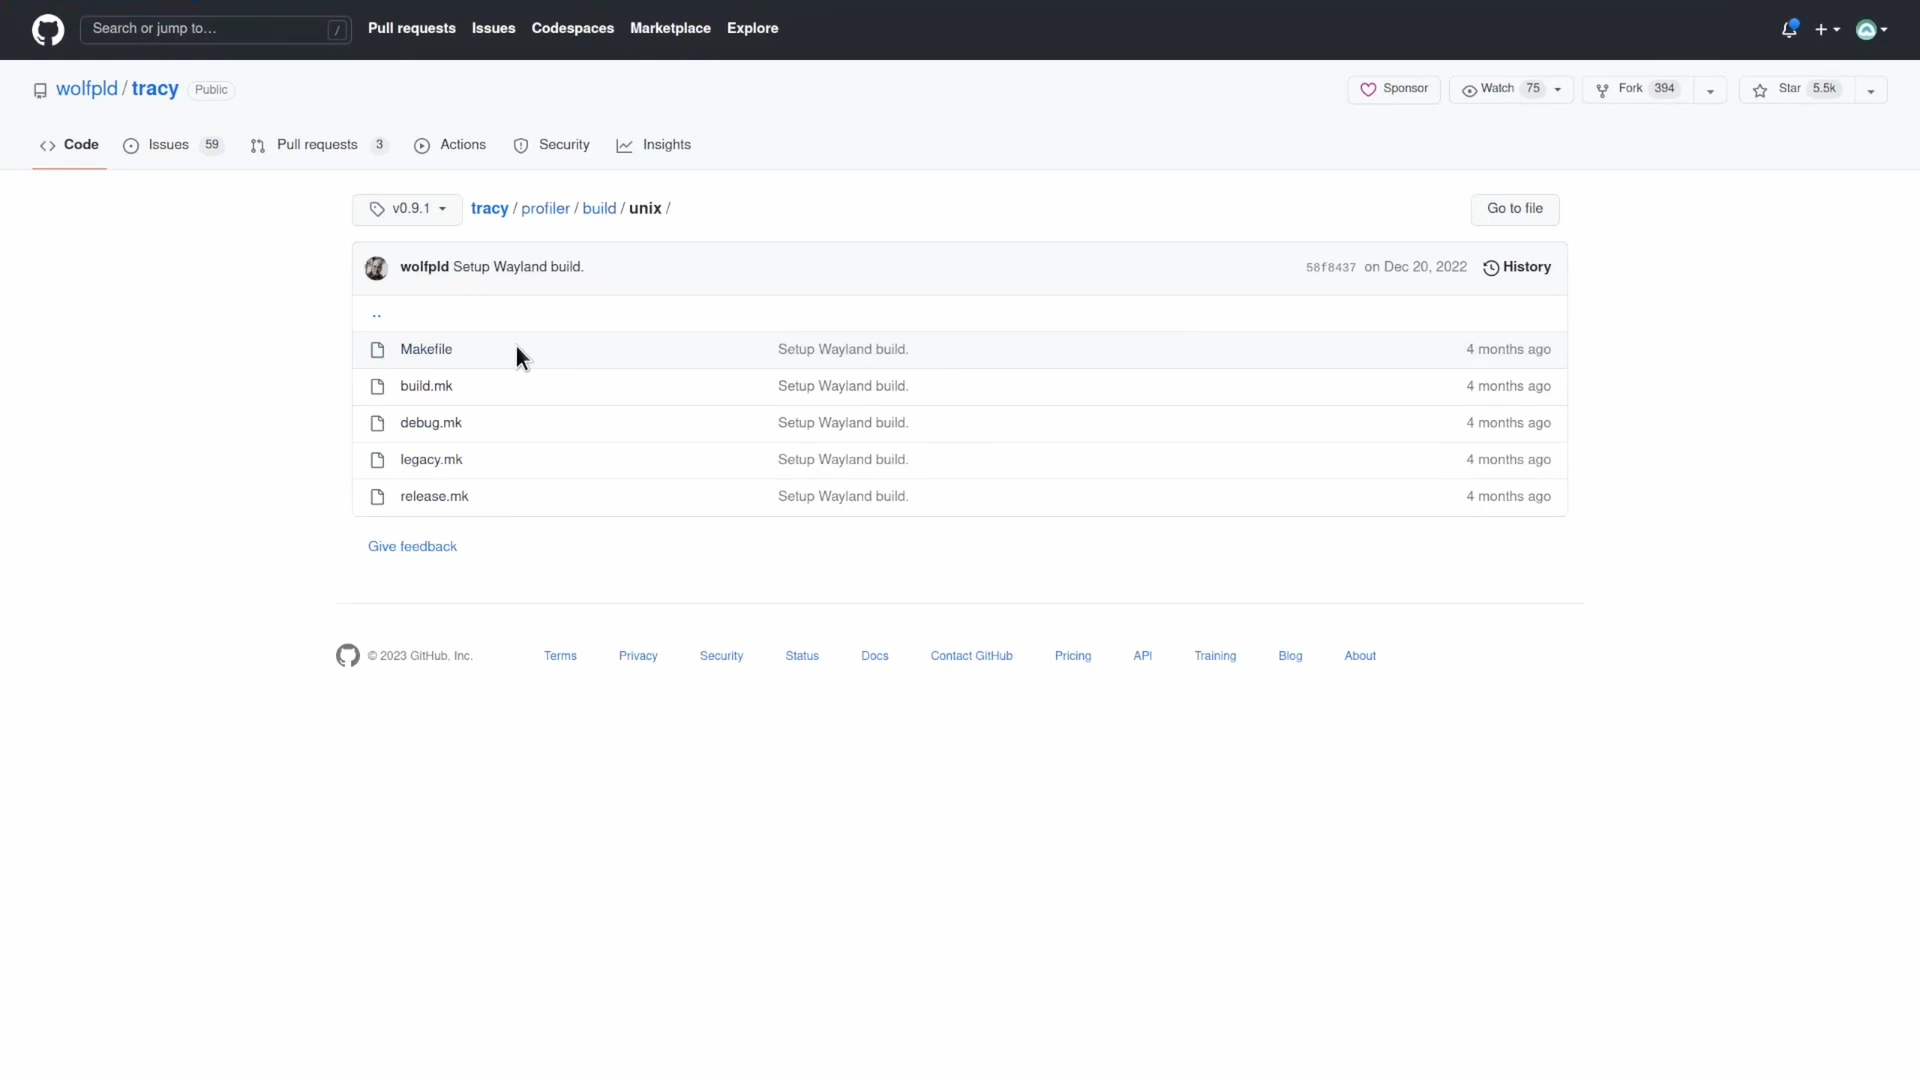 Search or jump to... / Pull requests Issues Codespaces Marketplace Explore
wolfpld / tracy Public Sponsor Watch 75 Fork 394 Star 5.5k
Code Issues 59 Pull requests 3 Actions Security Insights
v0.9.1 tracy / profiler / build / unix / Go to file
wolfpld Setup Wayland build. 58f8437 on Dec 20, 2022 History
..
Makefile Setup Wayland build. 4 months ago
build.mk Setup Wayland build. 4 months ago
debug.mk Setup Wayland build. 4 months ago
legacy.mk Setup Wayland build. 4 months ago
release.mk Setup Wayland build. 4 months ago
Give feedback
© 2023 GitHub, Inc. Terms Privacy Security Status Docs Contact GitHub Pricing API Training Blog About